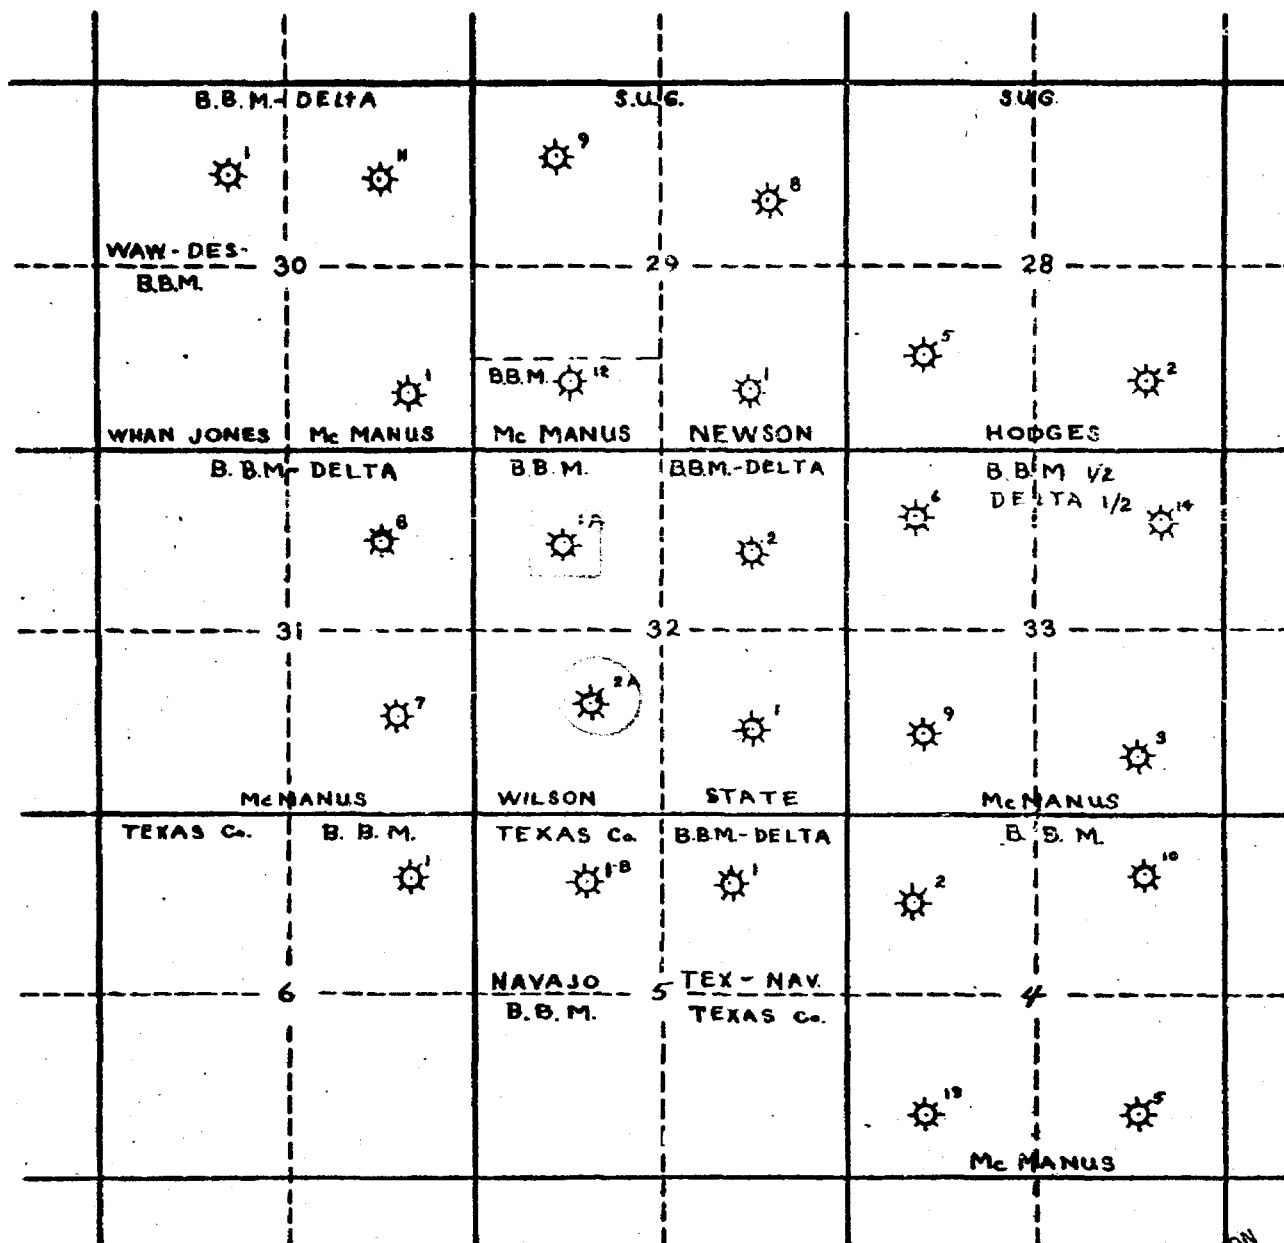 B.B.M.-DELTA S.U.G. S.U.G.
1 11 9 8
WAW-DES-
30 29 28
B.B.M.
5
1 B.B.M. 12 1 2
WHAN JONES Mc MANUS Mc MANUS NEWSON HODGES
B.B.M-DELTA B.B.M. B.B.M.-DELTA B.B.M 1/2
DELTA 1/2
8 1A 2 6 14
31 32 33
7 2A 1 9 3
McMANUS WILSON STATE McMANUS
TEXAS Co. B.B.M. TEXAS Co. B.B.M.-DELTA B.B.M.
1 1-B 1 2 10
NAVAJO TEX-NAV.
6 5 4
B.B.M. TEXAS Co.
13 5
Mc MANUS